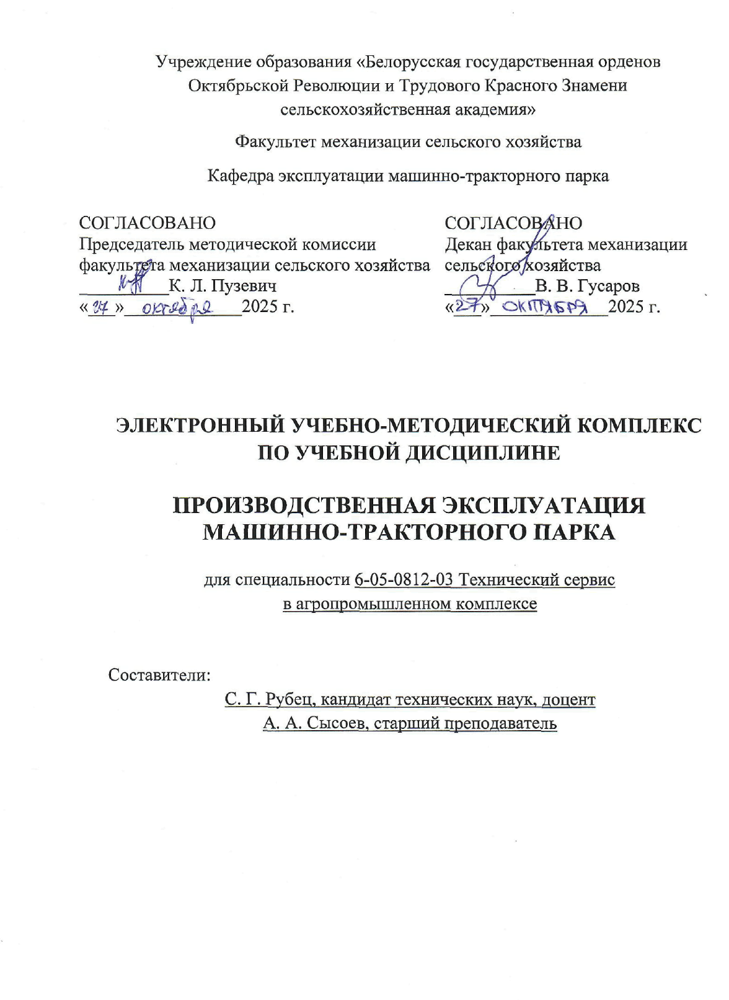 Учреждение образования «Белорусская государственная орденов
Октябрьской Революции и Трудового Красного Знамени
сельскохозяйственная академия»
Факультет механизации сельского хозяйства
Кафедра эксплуатации машинно-тракторного парка
СОГЛАСОВАНО
Председатель методической комиссии
факультета механизации сельского хозяйства
К. Л. Пузевич
«27» октября 2025 г.
СОГЛАСОВАНО
Декан факультета механизации
сельского хозяйства
В. В. Гусаров
«27» ОКТЯБРЯ 2025 г.
ЭЛЕКТРОННЫЙ УЧЕБНО-МЕТОДИЧЕСКИЙ КОМПЛЕКС
ПО УЧЕБНОЙ ДИСЦИПЛИНЕ
ПРОИЗВОДСТВЕННАЯ ЭКСПЛУАТАЦИЯ
МАШИННО-ТРАКТОРНОГО ПАРКА
для специальности 6-05-0812-03 Технический сервис
в агропромышленном комплексе
Составители:
С. Г. Рубец, кандидат технических наук, доцент
А. А. Сысоев, старший преподаватель